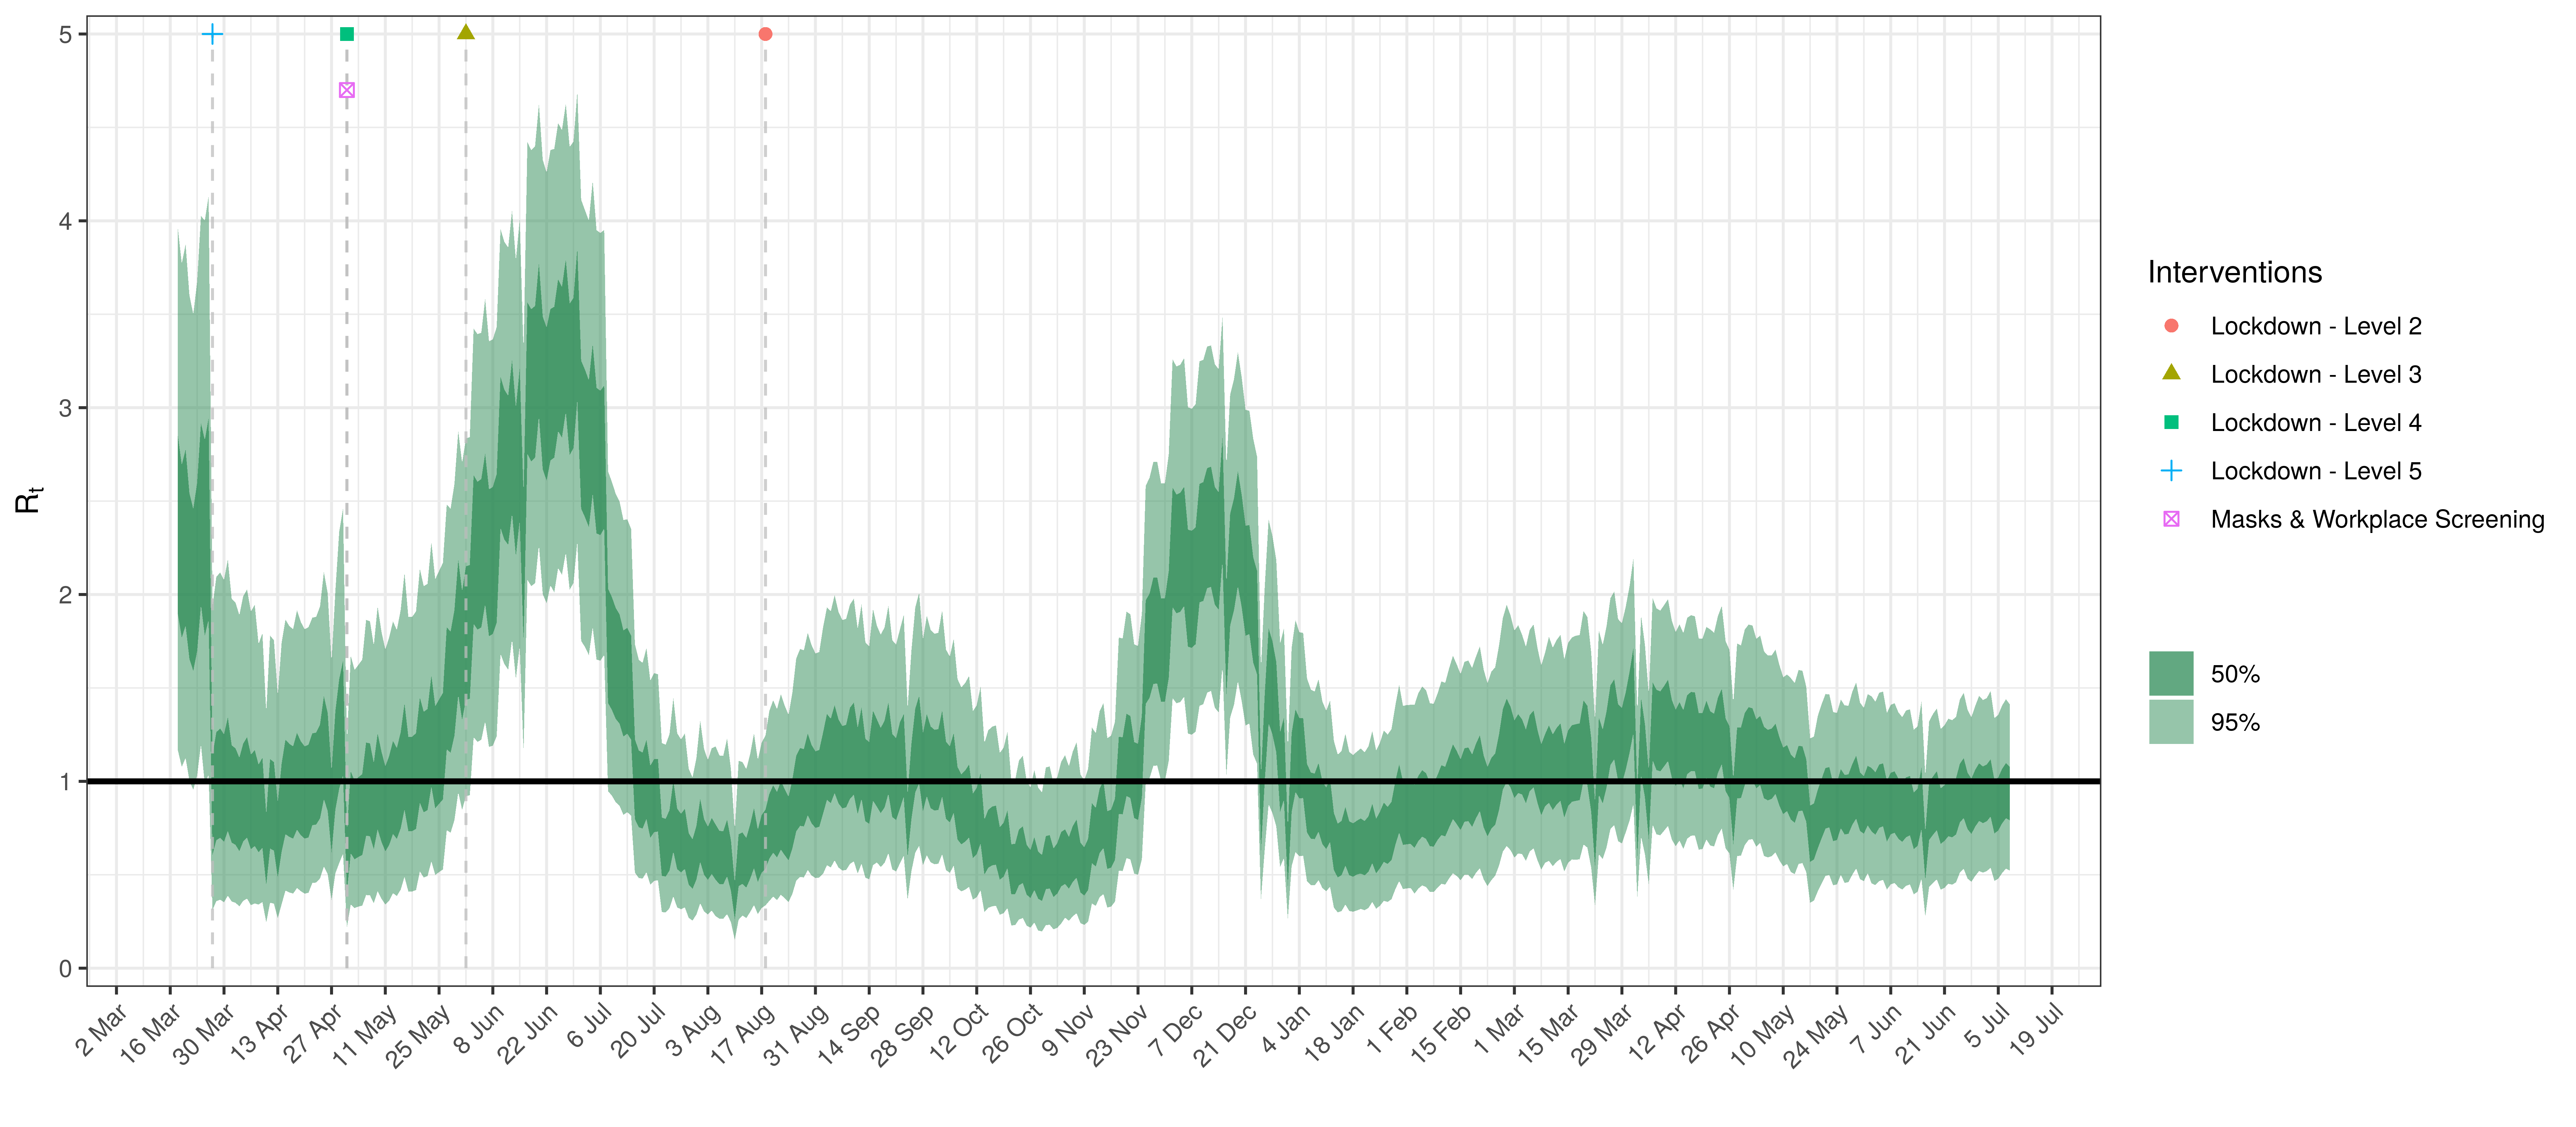 5
4
3
2
1
0
Rt
2 Mar
16 Mar
30 Mar
13 Apr
27 Apr
11 May
25 May
8 Jun
22 Jun
6 Jul
20 Jul
3 Aug
17 Aug
31 Aug
14 Sep
28 Sep
12 Oct
26 Oct
9 Nov
23 Nov
7 Dec
21 Dec
4 Jan
18 Jan
1 Feb
15 Feb
1 Mar
15 Mar
29 Mar
12 Apr
26 Apr
10 May
24 May
7 Jun
21 Jun
5 Jul
19 Jul
Interventions
Lockdown - Level 2
Lockdown - Level 3
Lockdown - Level 4
Lockdown - Level 5
Masks & Workplace Screening
50%
95%